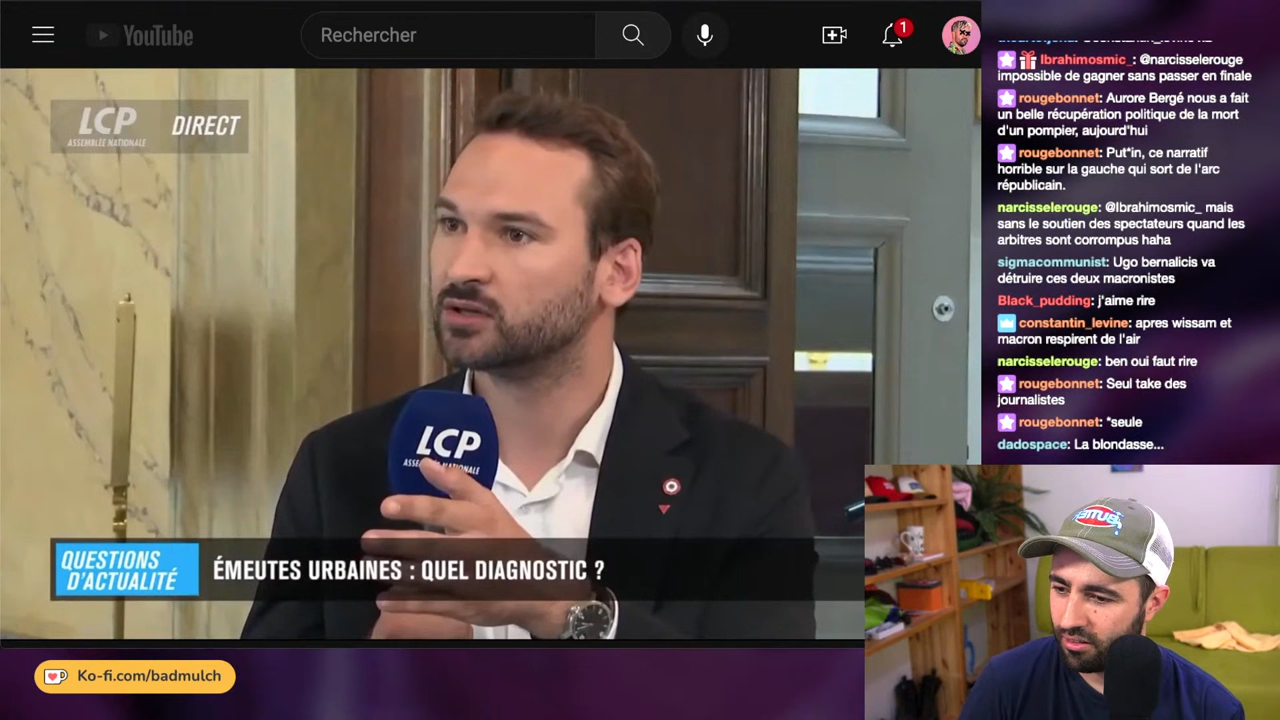 YouTube
Rechercher
1
LCP
ASSEMBLÉE NATIONALE
DIRECT
LCP
QUESTIONS
D'ACTUALITÉ
ÉMEUTES URBAINES : QUEL DIAGNOSTIC ?
Ko-fi.com/badmulch
Ibrahimosmic_: @narcisselerouge
impossible de gagner sans passer en finale
rougebonnet: Aurore Bergé nous a fait
un belle récupération politique de la mort
d'un pompier, aujourd'hui
rougebonnet: Put*in, ce narratif
horrible sur la gauche qui sort de l'arc
républicain.
narcisselerouge: @Ibrahimosmic_ mais
sans le soutien des spectateurs quand les
arbitres sont corrompus haha
sigmacommunist: Ugo bernalicis va
détruire ces deux macronistes
Black_pudding: j'aime rire
constantin_levine: apres wissam et
macron respirent de l'air
narcisselerouge: ben oui faut rire
rougebonnet: Seul take des
journalistes
rougebonnet: *seule
dadospace: La blondasse...